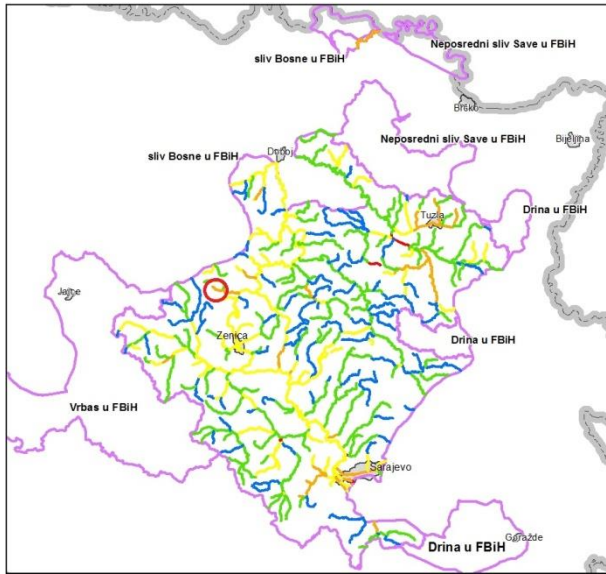 Neposredni sliv Save u FBiH
sliv Bosne u FBiH
Brčko
Neposredni sliv Save u FBiH
Bijeljina
Doboj
sliv Bosne u FBiH
Tuzla
Drina u FBiH
Jajce
Zenica
Drina u FBiH
Vrbas u FBiH
Sarajevo
Goražde
Drina u FBiH